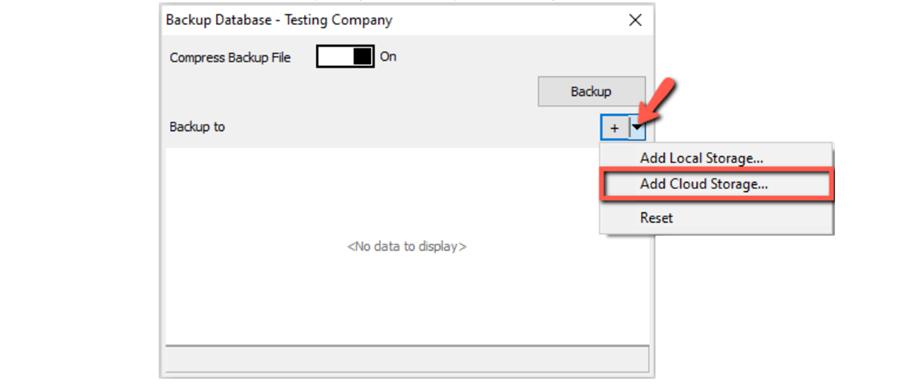 Backup Database - Testing Company
Compress Backup File On
Backup
Backup to +
Add Local Storage...
Add Cloud Storage...
Reset
<No data to display>